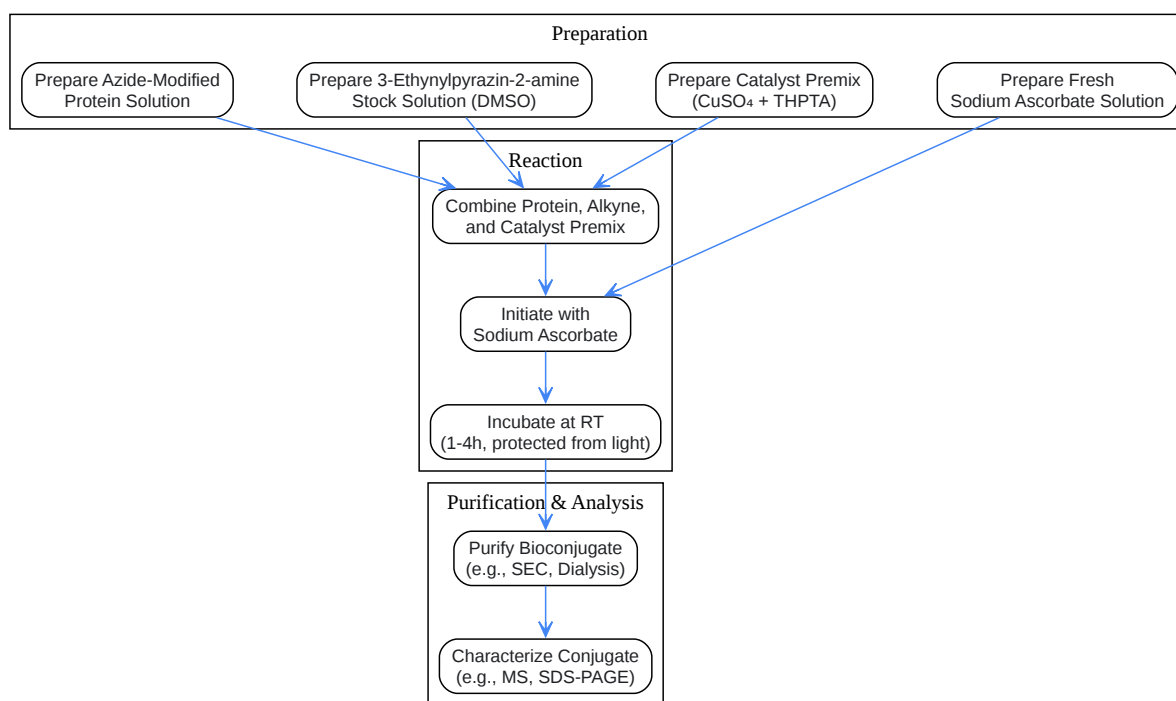 Preparation
Prepare Azide-Modified
Protein Solution
Prepare 3-Ethynylpyrazin-2-amine
Stock Solution (DMSO)
Prepare Catalyst Premix
(CuSO₄ + THPTA)
Prepare Fresh
Sodium Ascorbate Solution
Reaction
Combine Protein, Alkyne,
and Catalyst Premix
Initiate with
Sodium Ascorbate
Incubate at RT
(1-4h, protected from light)
Purification & Analysis
Purify Bioconjugate
(e.g., SEC, Dialysis)
Characterize Conjugate
(e.g., MS, SDS-PAGE)